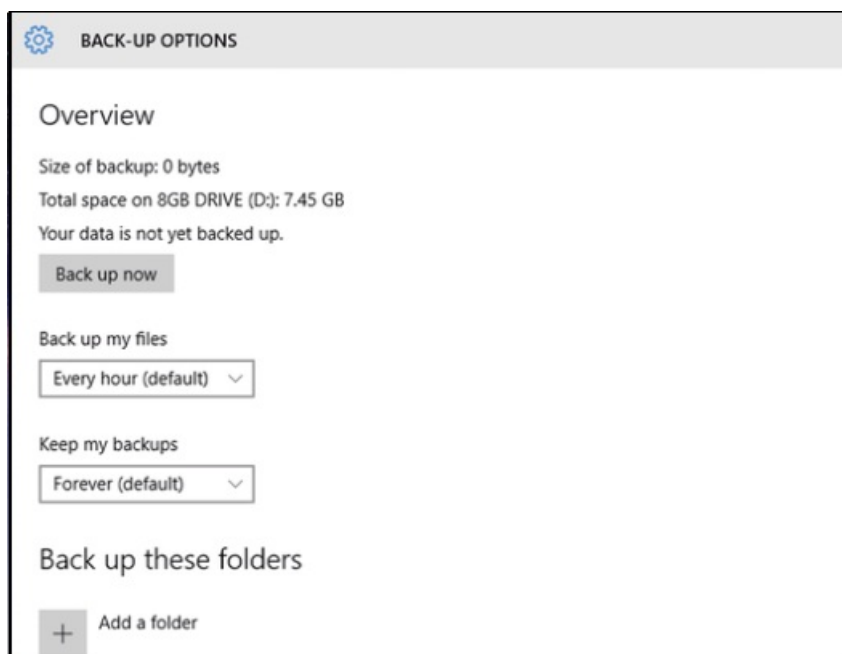 BACK-UP OPTIONS
Overview
Size of backup: 0 bytes
Total space on 8GB DRIVE (D:): 7.45 GB
Your data is not yet backed up.
Back up now
Back up my files
Every hour (default)
Keep my backups
Forever (default)
Back up these folders
Add a folder